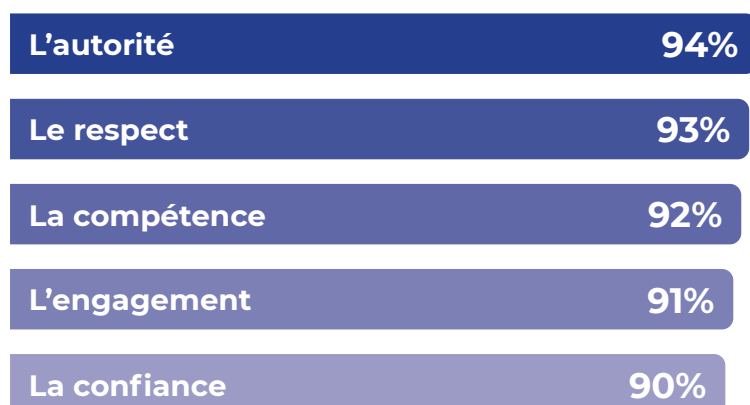 L’autorité 94%
Le respect 93%
La compétence 92%
L’engagement 91%
La confiance 90%